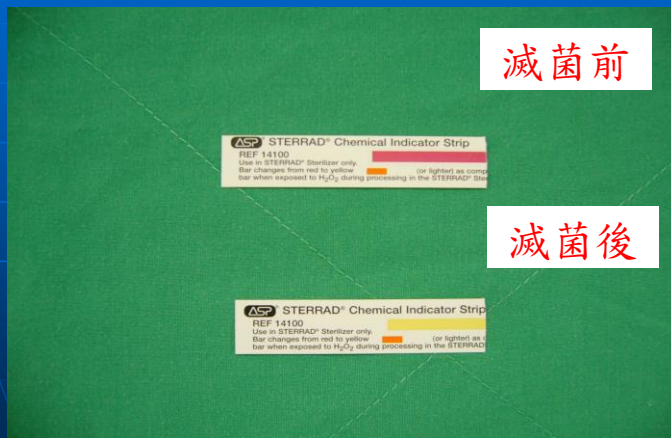 滅菌前
ASP STERRAD® Chemical Indicator Strip
REF 14100
Use in STERRAD® Sterilizer only.
Bar changes from red to yellow (or lighter) as comp
bar when exposed to H₂O₂ during processing in the STERRAD® Ste
滅菌後
ASP STERRAD® Chemical Indicator Strip
REF 14100
Use in STERRAD® Sterilizer only.
Bar changes from red to yellow (or lighter) as c
bar when exposed to H₂O₂ during processing in the STERRAD®